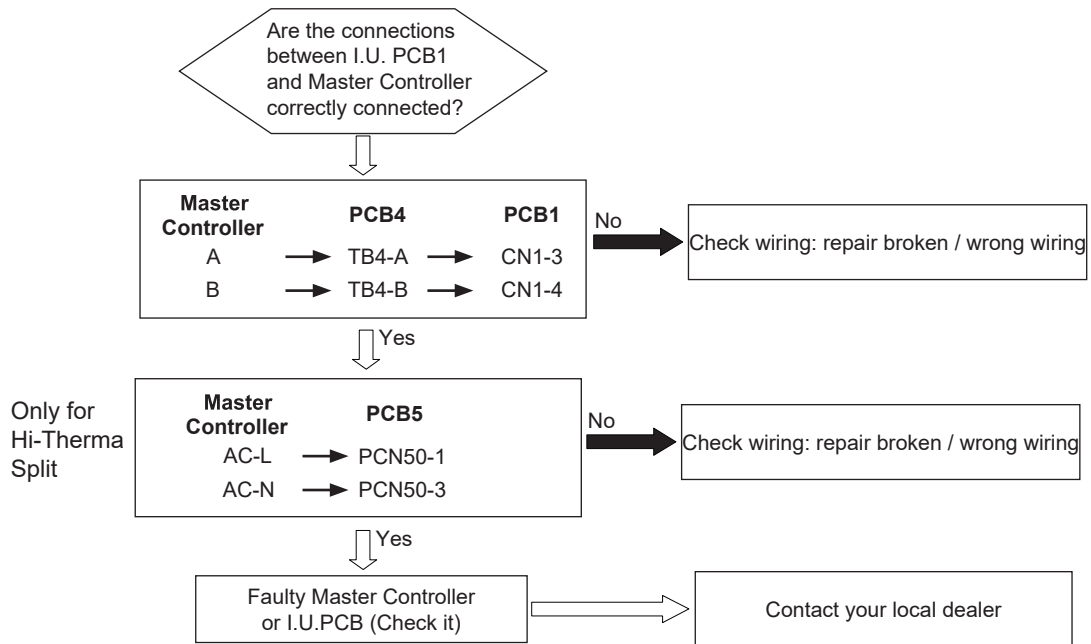 Are the connections
between I.U. PCB1
and Master Controller
correctly connected?
Master
Controller
PCB4
PCB1
A
TB4-A
CN1-3
B
TB4-B
CN1-4
No
Check wiring: repair broken / wrong wiring
Yes
Only for
Hi-Therma
Split
Master
Controller
PCB5
AC-L
PCN50-1
AC-N
PCN50-3
No
Check wiring: repair broken / wrong wiring
Yes
Faulty Master Controller
or I.U.PCB (Check it)
Contact your local dealer